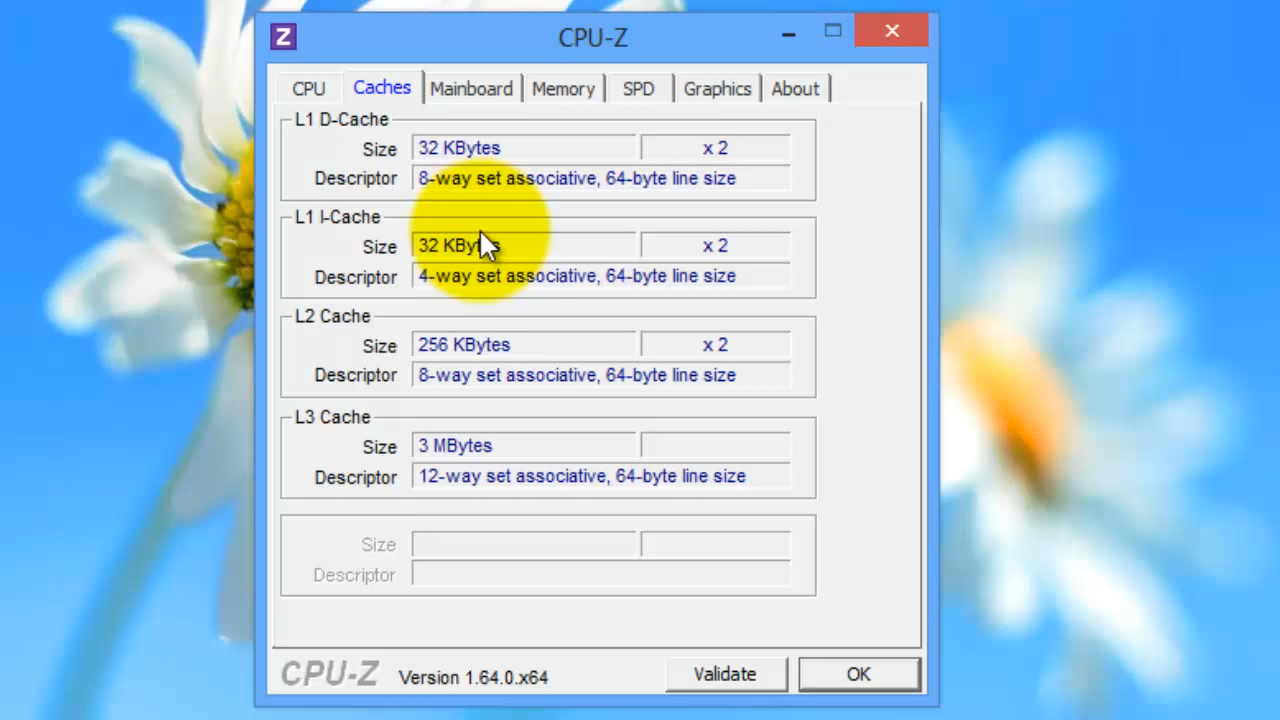 Z
CPU-Z
CPU Caches Mainboard Memory SPD Graphics About
L1 D-Cache
Size 32 KBytes x 2
Descriptor 8-way set associative, 64-byte line size
L1 I-Cache
Size 32 KBytes x 2
Descriptor 4-way set associative, 64-byte line size
L2 Cache
Size 256 KBytes x 2
Descriptor 8-way set associative, 64-byte line size
L3 Cache
Size 3 MBytes
Descriptor 12-way set associative, 64-byte line size
Size
Descriptor
CPU-Z Version 1.64.0.x64 Validate OK